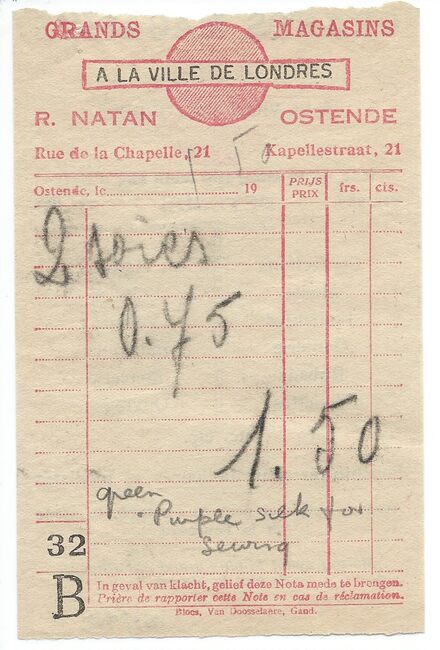 GRANDS MAGASINS
A LA VILLE DE LONDRES
R. NATAN OSTENDE
Rue de la Chapelle, 21 Kapellestraat, 21
1 50
Ostende, le 19 PRIJS PRIX frs. cts.
2 soies
0.75
1.50
green
Purple silk for
sewing
32
B
In geval van klacht, gelief deze Nota mede te brengen.
Prière de rapporter cette Note en cas de réclamation.
Blocs, Van Doosselaere, Gand.